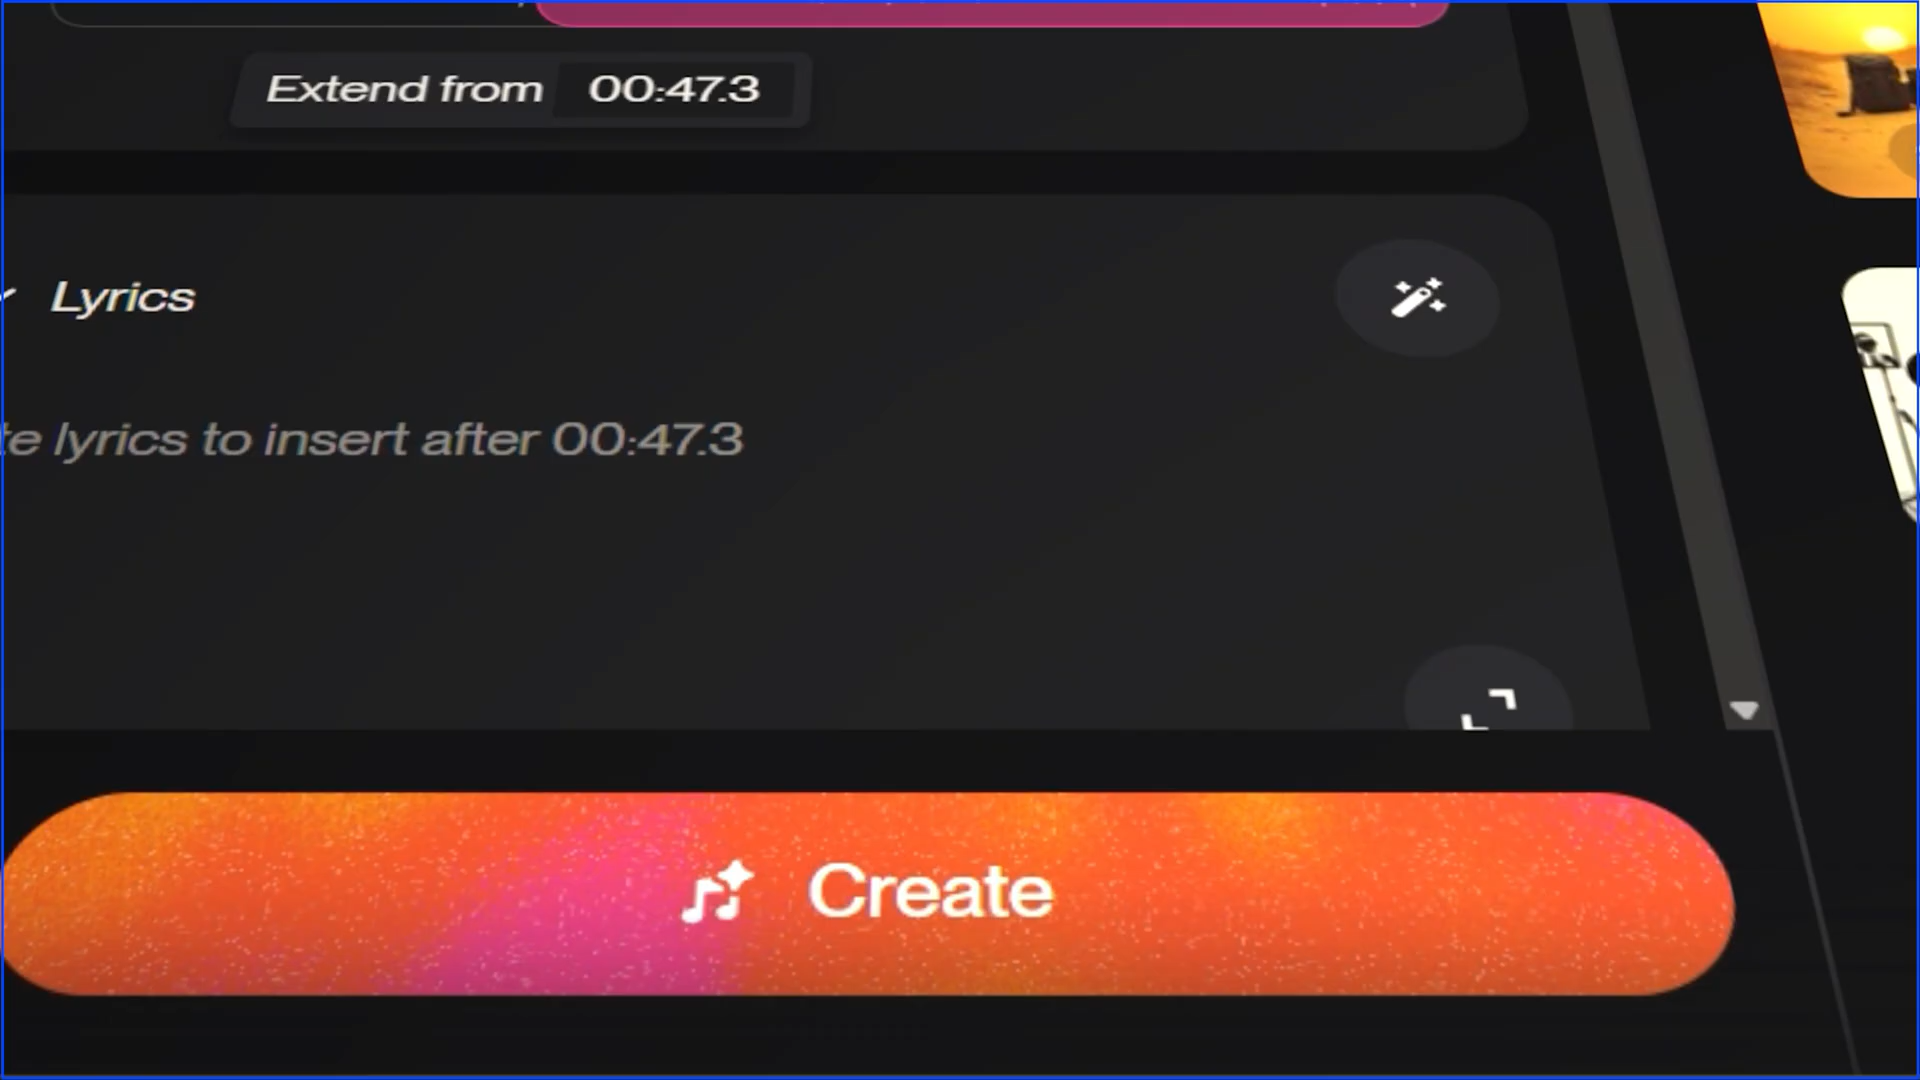 Extend from 00:47.3
Lyrics
te lyrics to insert after 00:47.3
Create